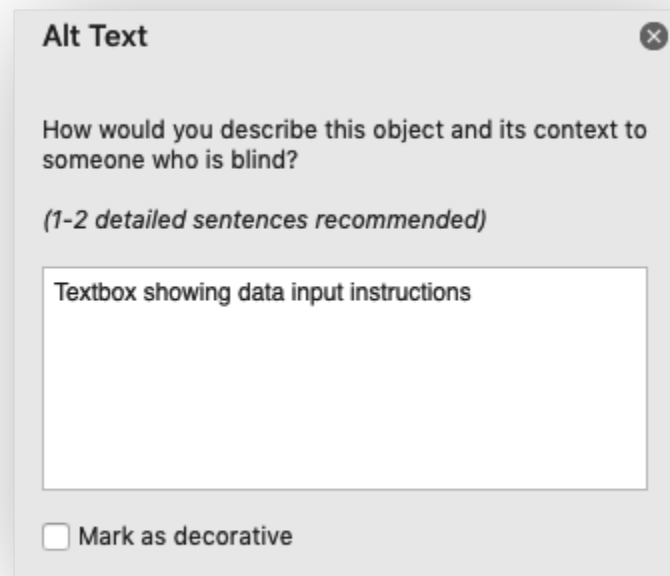 Alt Text
How would you describe this object and its context to
someone who is blind?
(1-2 detailed sentences recommended)
Textbox showing data input instructions
Mark as decorative